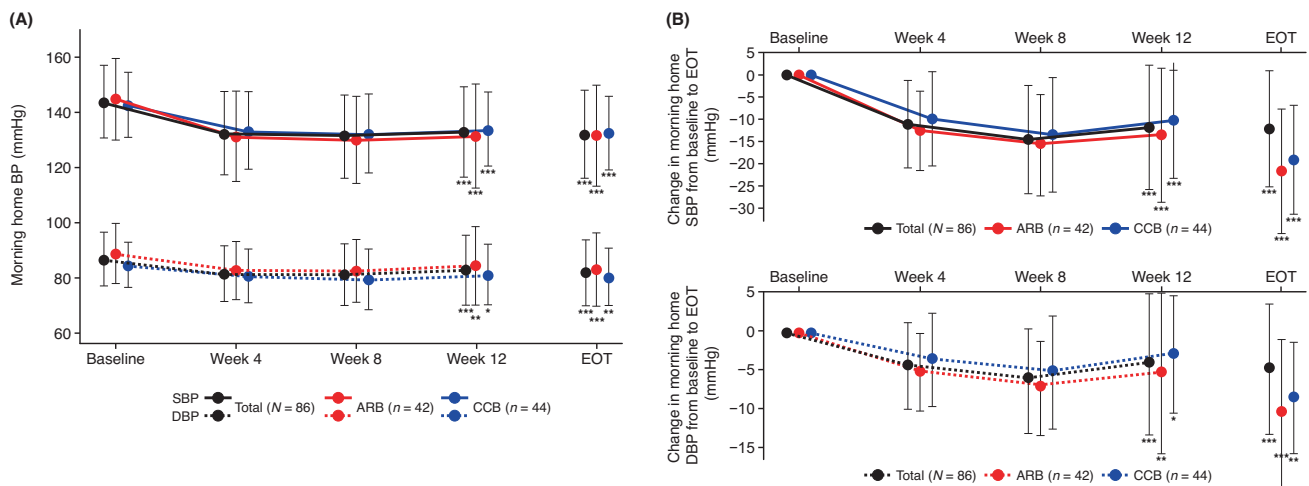 (A)
Morning home BP (mmHg)
160
140
120
100
80
60
*** *** ***
*** *** ***
*** ** *
*** *** **
Baseline Week 4 Week 8 Week 12 EOT
SBP
DBP
Total (N = 86) ARB (n = 42) CCB (n = 44)
(B)
Baseline Week 4 Week 8 Week 12 EOT
Change in morning home
SBP from baseline to EOT
(mmHg)
5
0
−5
−10
−15
−20
−25
−30
*** *** ***
*** *** ***
Total (N = 86) ARB (n = 42) CCB (n = 44)
Baseline Week 4 Week 8 Week 12 EOT
Change in morning home
DBP from baseline to EOT
(mmHg)
5
0
−5
−10
−15
*** ** *
*** *** **
Total (N = 86) ARB (n = 42) CCB (n = 44)